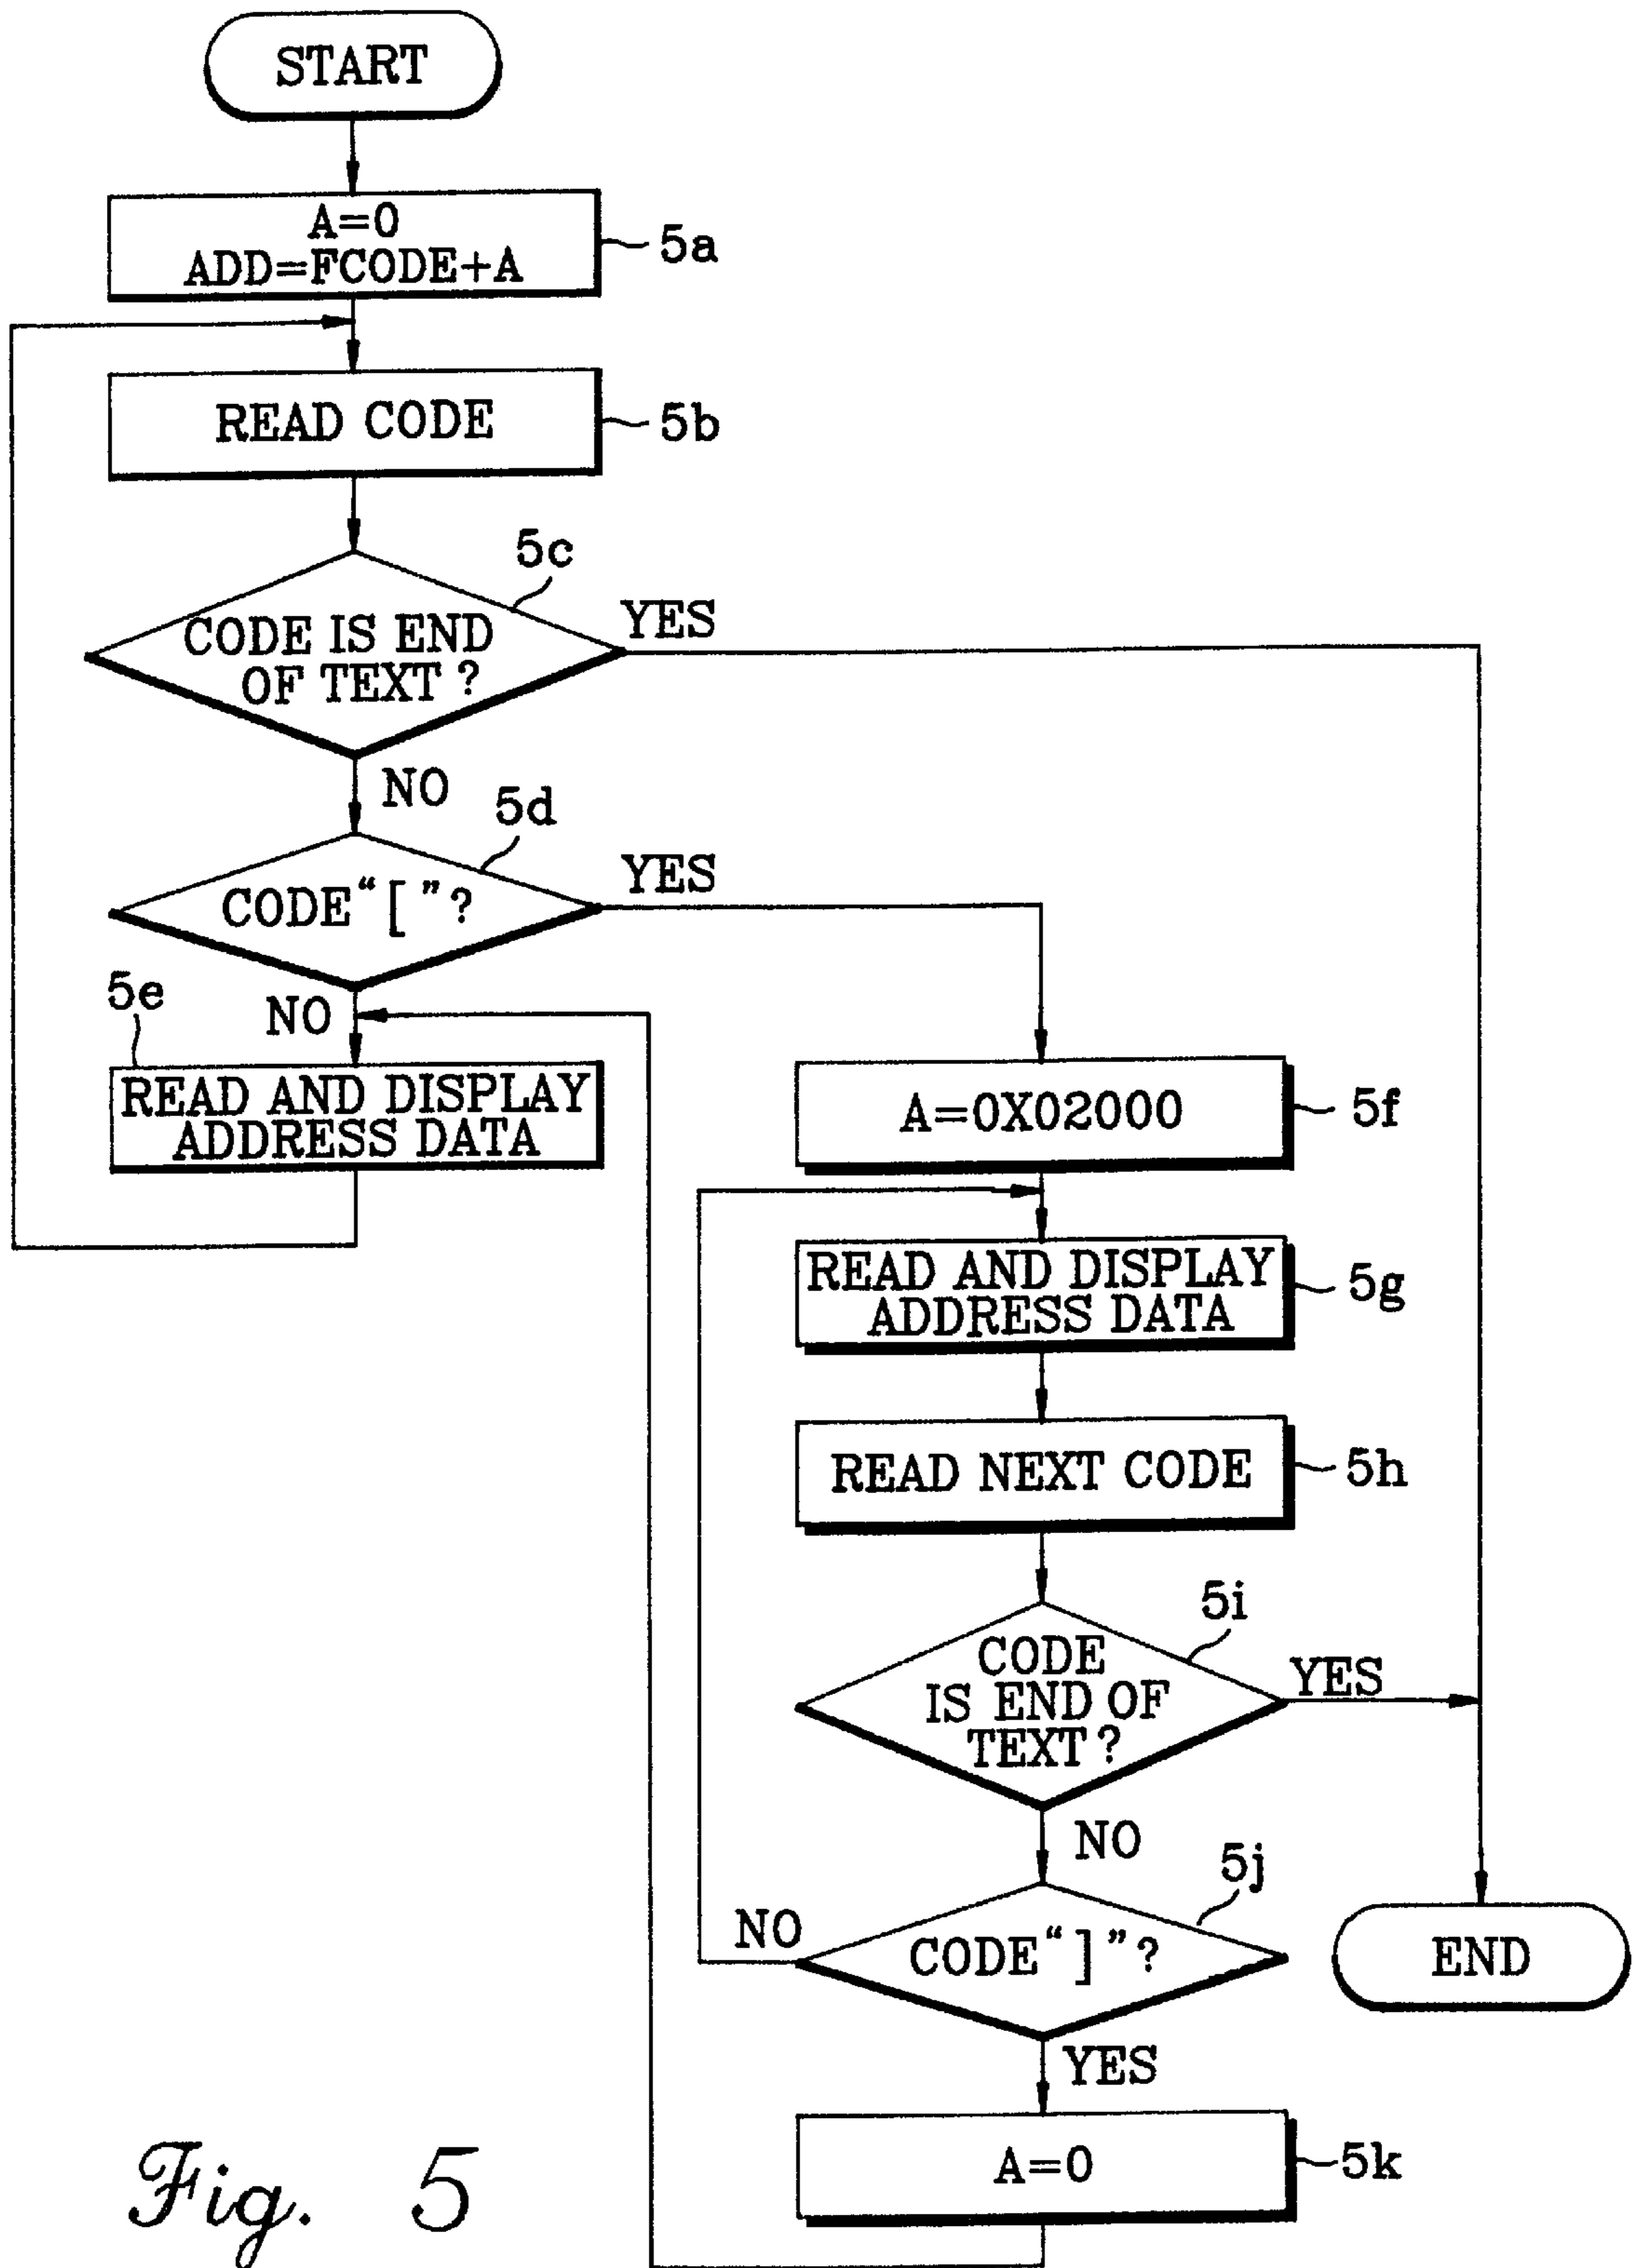 START
A=0
ADD=FCODE+A
5a
READ CODE
5b
5c
CODE IS END
OF TEXT?
YES
NO
5d
CODE "[" ?
YES
NO
5e
READ AND DISPLAY
ADDRESS DATA
A=0X02000
5f
READ AND DISPLAY
ADDRESS DATA
5g
READ NEXT CODE
5h
5i
CODE
IS END OF
TEXT?
YES
NO
5j
CODE "]" ?
NO
YES
END
A=0
5k
Fig. 5